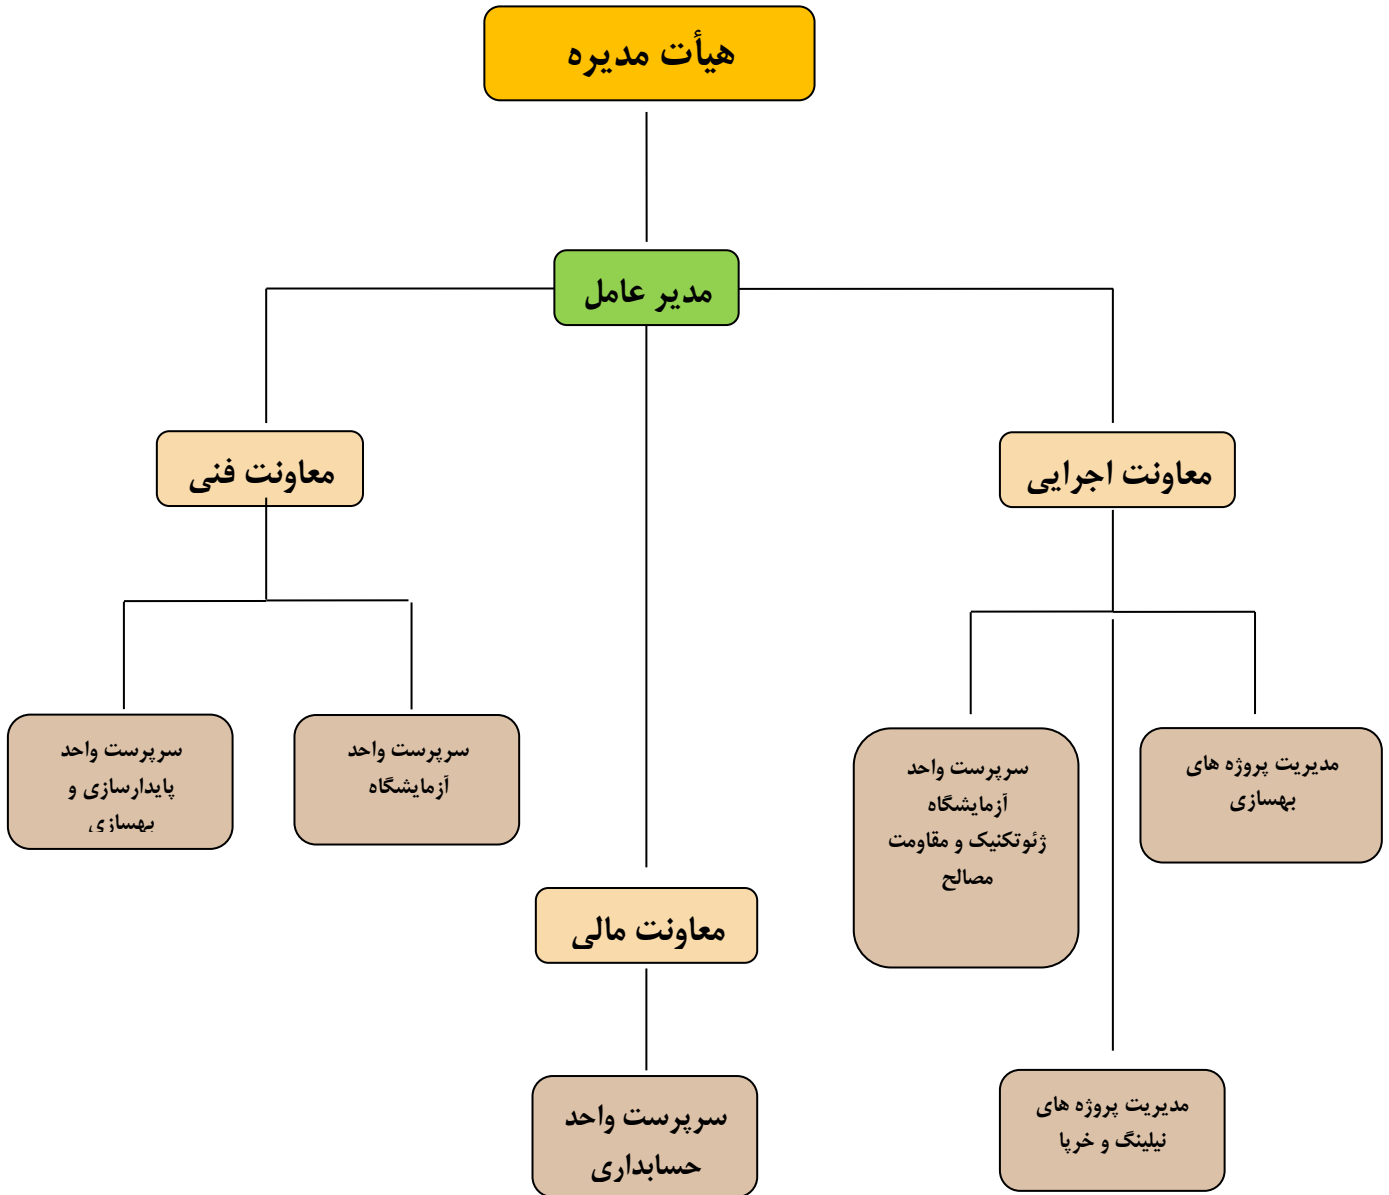 هیأت مدیره
مدیر عامل
معاونت اجرایی
معاونت فنی
مدیریت پروژه های
بهسازی
سرپرست واحد
آزمایشگاه
ژئوتکنیک و مقاومت
مصالح
سرپرست واحد
آزمایشگاه
سرپرست واحد
پایدارسازی و
بهسازی
معاونت مالی
مدیریت پروژه های
نیلینگ و خرپا
سرپرست واحد
حسابداری